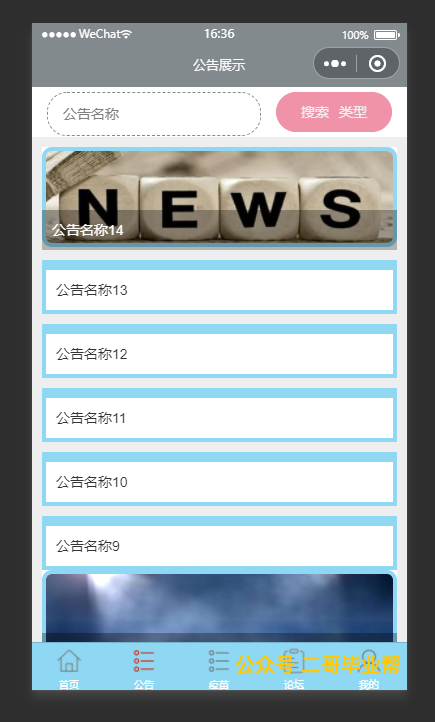 WeChat 16:36 100%
公告展示
公告名称 搜索 类型
NEWS
公告名称14
公告名称13
公告名称12
公告名称11
公告名称10
公告名称9
公众号:二哥毕业帮
首页 公告 疫苗 论坛 我的